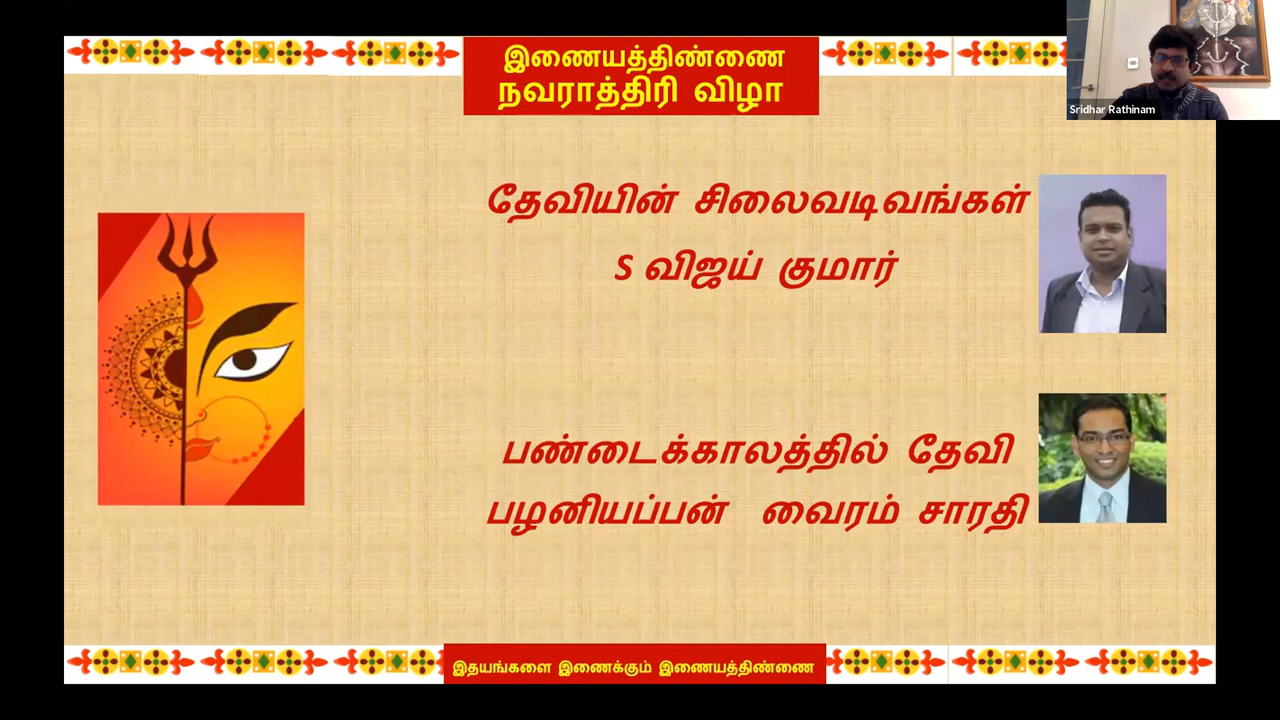 இணையத்திண்ணை
நவராத்திரி விழா
Sridhar Rathinam
தேவியின் சிலைவடிவங்கள்
S விஜய் குமார்
பண்டைக்காலத்தில் தேவி
பழனியப்பன் வைரம் சாரதி
இதயங்களை இணைக்கும் இணையத்திண்ணை